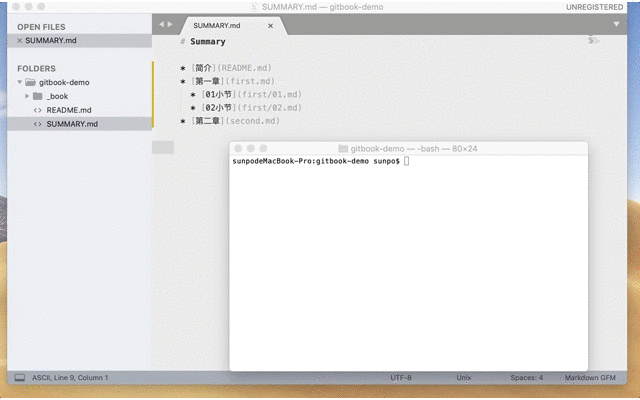 SUMMARY.md — gitbook-demo
UNREGISTERED
OPEN FILES
× SUMMARY.md
FOLDERS
gitbook-demo
_book
<> README.md
<> SUMMARY.md
SUMMARY.md ×
# Summary
* [简介](README.md)
* [第一章](first.md)
* [01小节](first/01.md)
* [02小节](first/02.md)
* [第二章](second.md)
gitbook-demo — -bash — 80×24
sunpodeMacBook-Pro:gitbook-demo sunpo$
ASCII, Line 9, Column 1
UTF-8
Unix
Spaces: 4
Markdown GFM